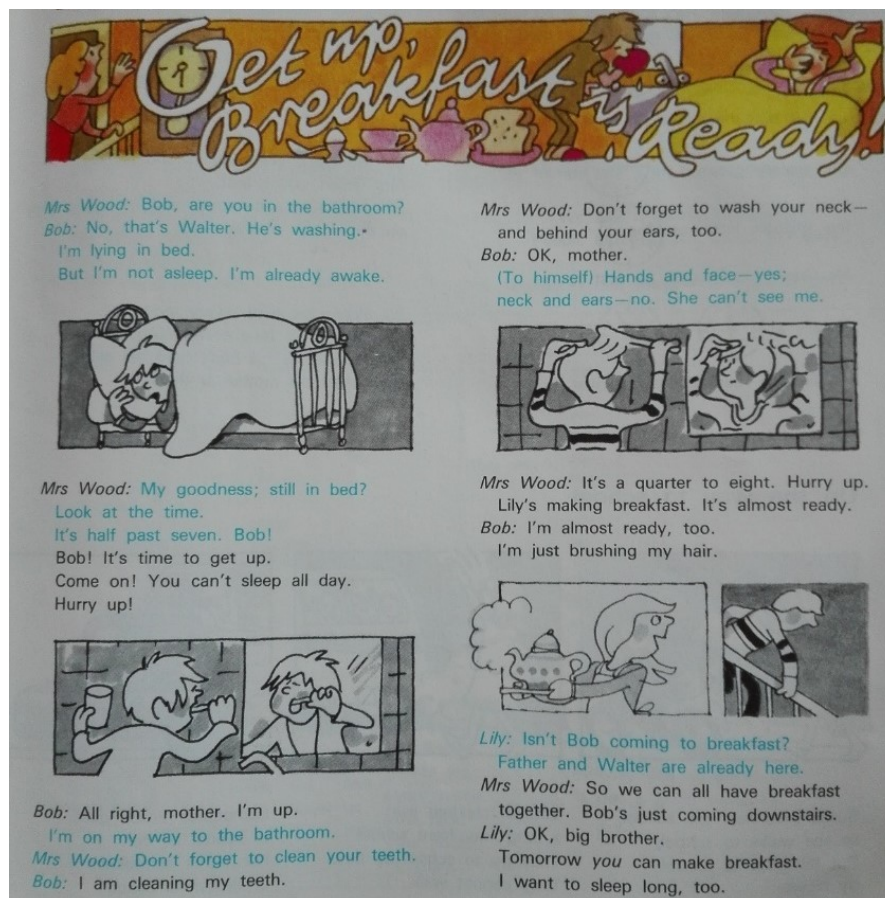 Get up,
Breakfast is Ready!
Mrs Wood: Bob, are you in the bathroom?
Bob: No, that's Walter. He's washing.
I'm lying in bed.
But I'm not asleep. I'm already awake.
Mrs Wood: My goodness; still in bed?
Look at the time.
It's half past seven. Bob!
Bob! It's time to get up.
Come on! You can't sleep all day.
Hurry up!
Bob: All right, mother. I'm up.
I'm on my way to the bathroom.
Mrs Wood: Don't forget to clean your teeth.
Bob: I am cleaning my teeth.
Mrs Wood: Don't forget to wash your neck—
and behind your ears, too.
Bob: OK, mother.
(To himself) Hands and face—yes;
neck and ears—no. She can't see me.
Mrs Wood: It's a quarter to eight. Hurry up.
Lily's making breakfast. It's almost ready.
Bob: I'm almost ready, too.
I'm just brushing my hair.
Lily: Isn't Bob coming to breakfast?
Father and Walter are already here.
Mrs Wood: So we can all have breakfast
together. Bob's just coming downstairs.
Lily: OK, big brother.
Tomorrow you can make breakfast.
I want to sleep long, too.